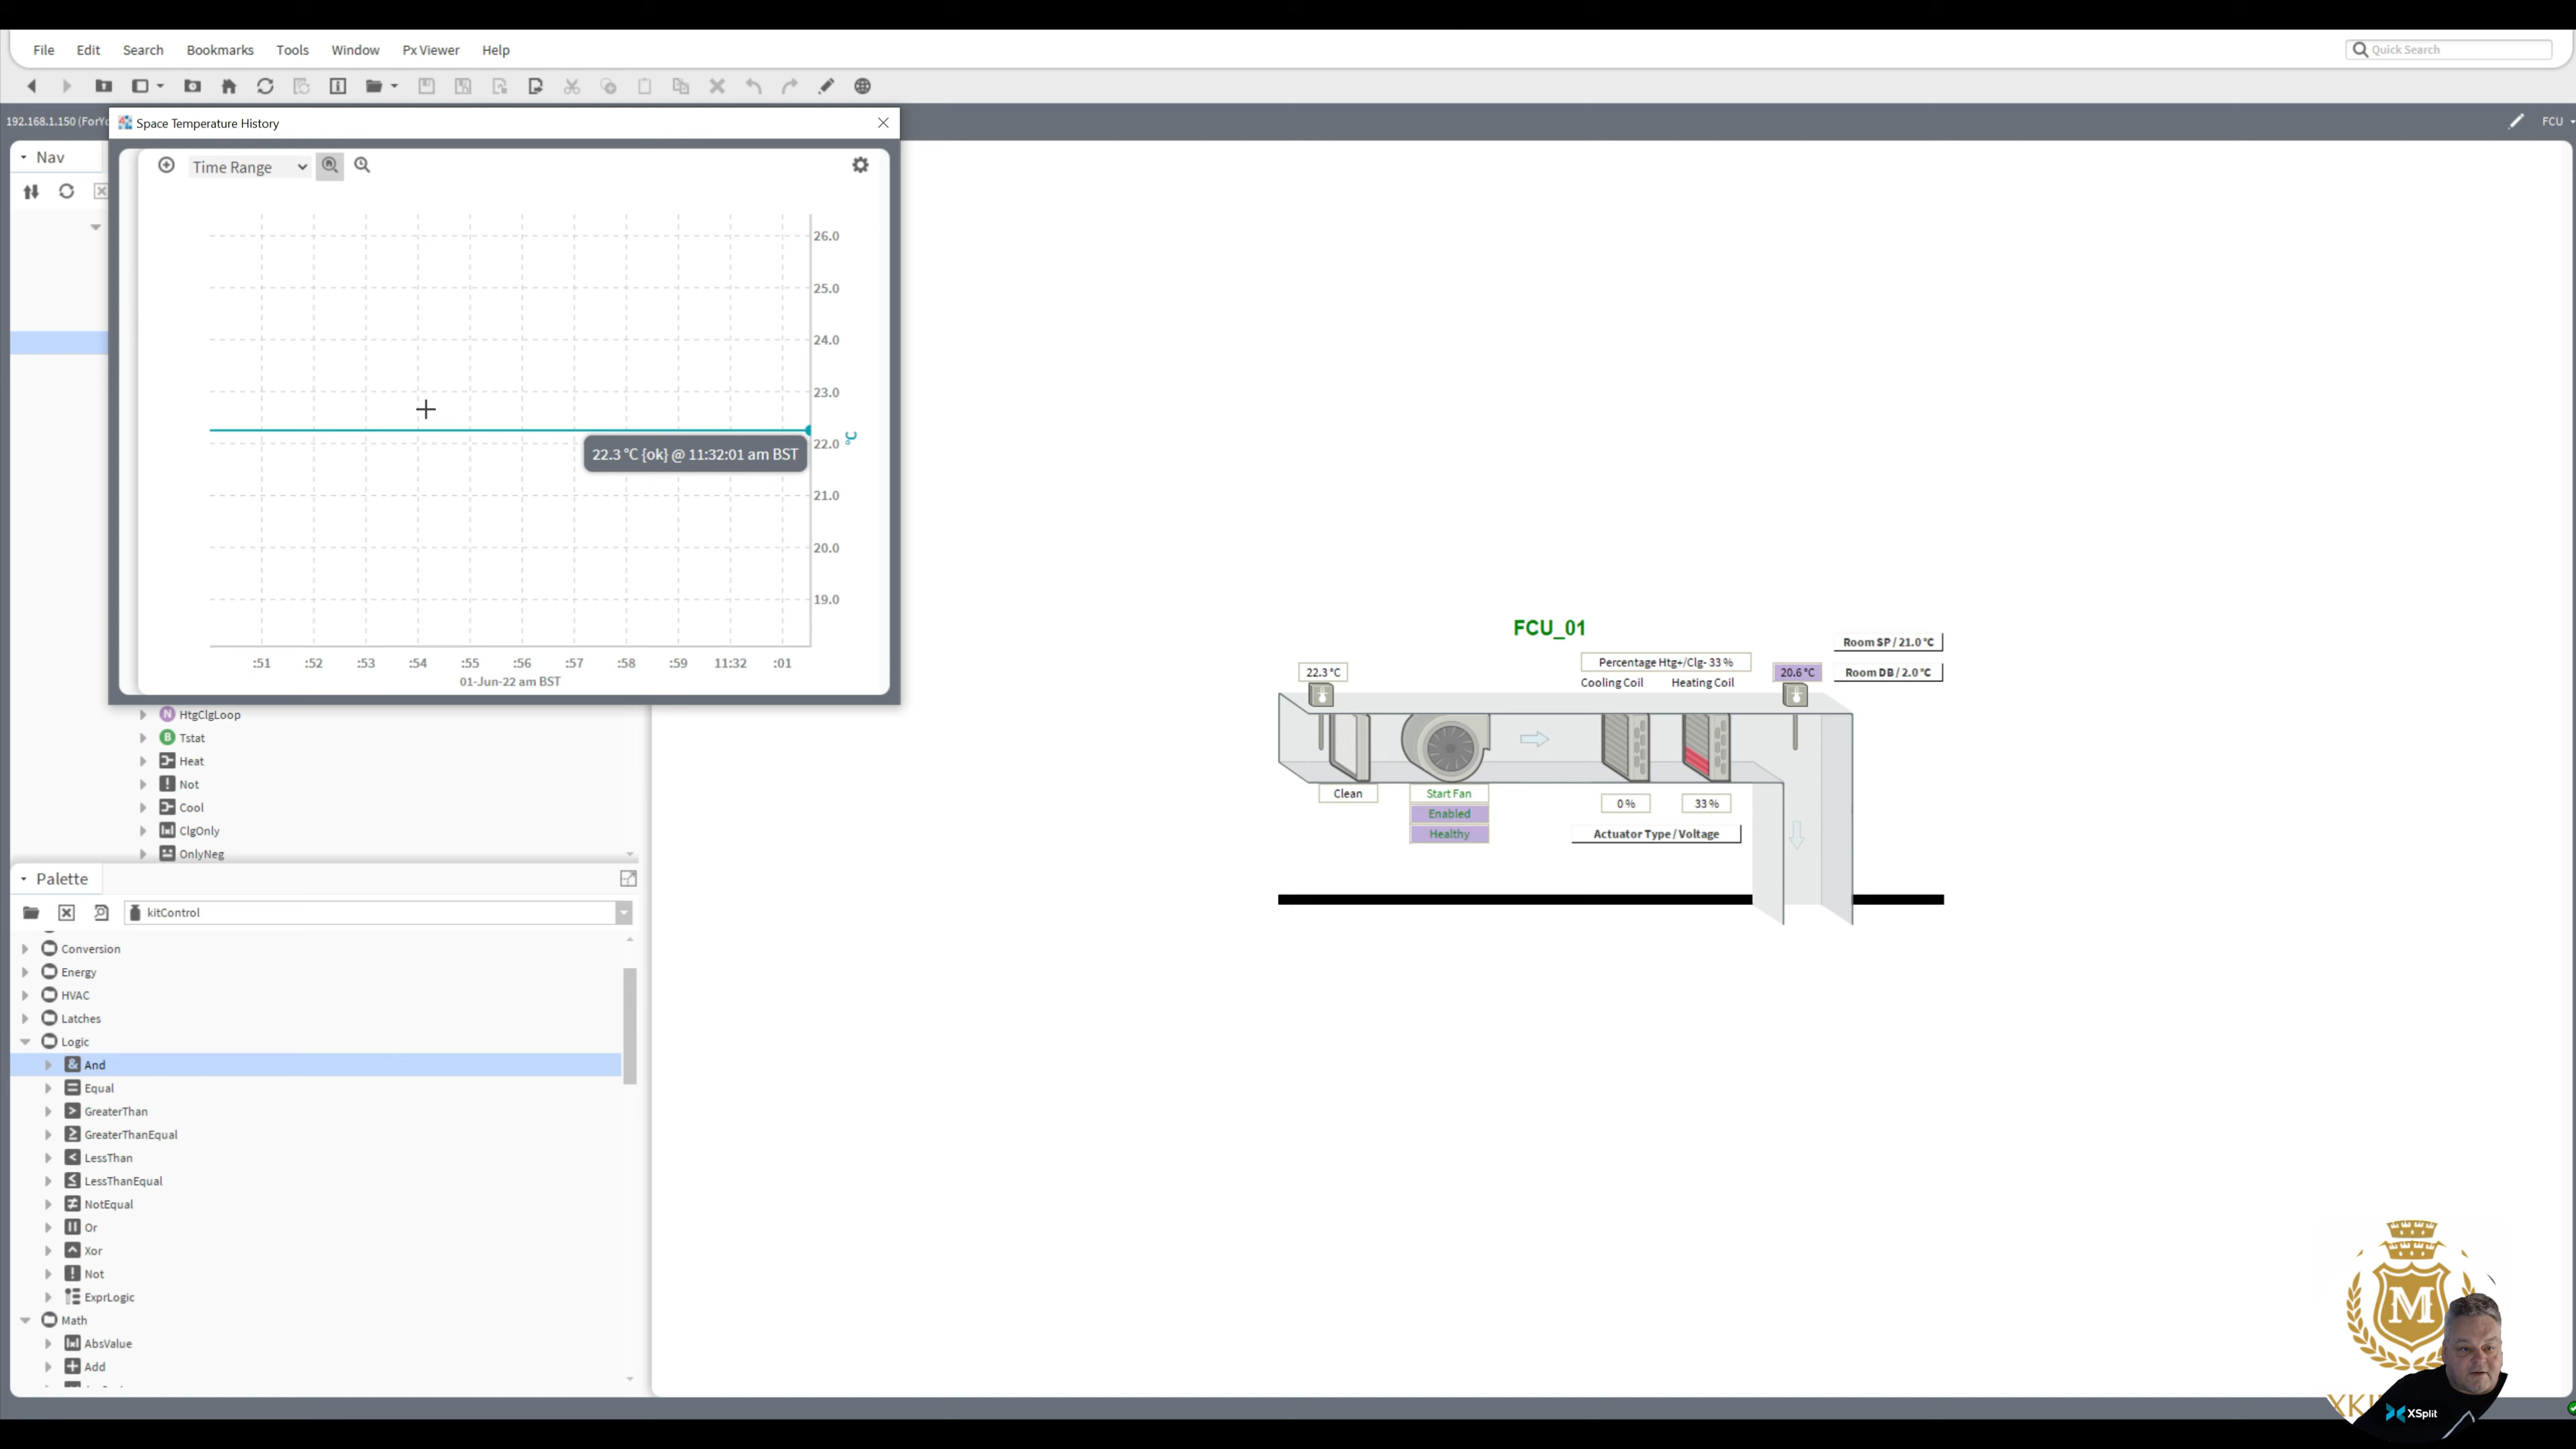 File Edit Search Bookmarks Tools Window Px Viewer Help
Quick Search
192.168.1.150
FCU
Space Temperature History
Nav
Time Range
26.0
25.0
24.0
23.0
22.0
°C
22.3 °C {ok} @ 11:32:01 am BST
21.0
20.0
19.0
:51 :52 :53 :54 :55 :56 :57 :58 :59 11:32 :01
01-Jun-22 am BST
HtgClgLoop
Tstat
Heat
Not
Cool
ClgOnly
OnlyNeg
Palette
kitControl
Conversion
Energy
HVAC
Latches
Logic
And
Equal
GreaterThan
GreaterThanEqual
LessThan
LessThanEqual
NotEqual
Or
Xor
Not
ExprLogic
Math
AbsValue
Add
FCU_01
Room SP / 21.0 °C
Percentage Htg+/Clg- 33 %
22.3 °C
20.6 °C
Room DB / 2.0 °C
Cooling Coil Heating Coil
Clean
Start Fan
Enabled
Healthy
0 %
33 %
Actuator Type / Voltage
M
XSplit